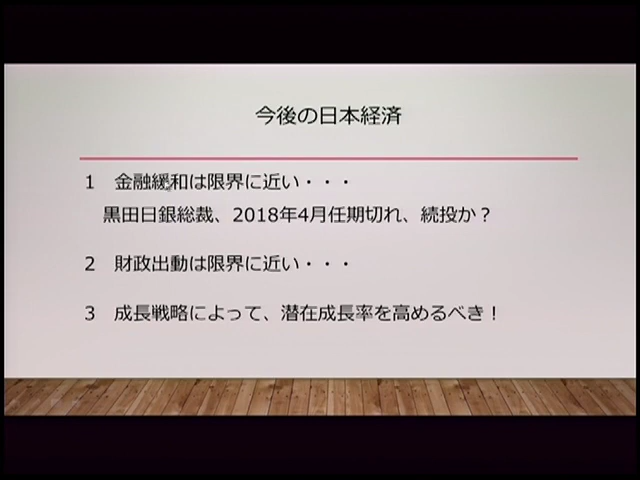 今後の日本経済
1 金融緩和は限界に近い・・・
黒田日銀総裁、2018年4月任期切れ、続投か？
2 財政出動は限界に近い・・・
3 成長戦略によって、潜在成長率を高めるべき！